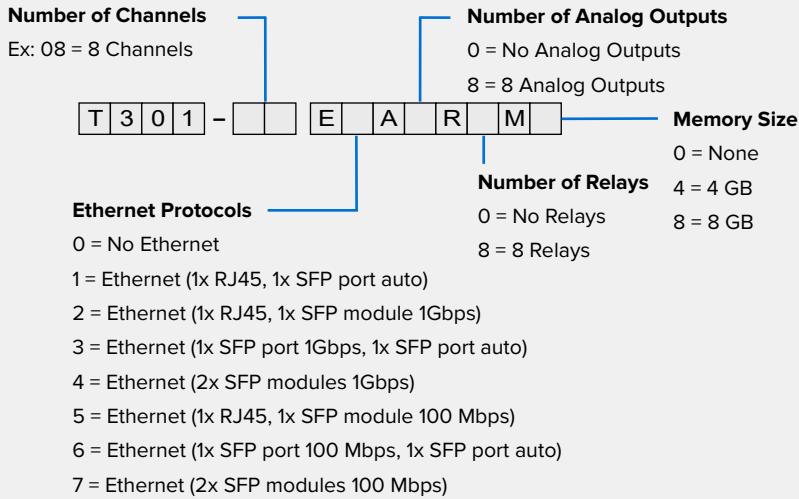 Number of Channels
Ex: 08 = 8 Channels
Number of Analog Outputs
0 = No Analog Outputs
8 = 8 Analog Outputs
T301– E A R M
Memory Size
0 = None
4 = 4 GB
8 = 8 GB
Number of Relays
0 = No Relays
8 = 8 Relays
Ethernet Protocols
0 = No Ethernet
1 = Ethernet (1x RJ45, 1x SFP port auto)
2 = Ethernet (1x RJ45, 1x SFP module 1Gbps)
3 = Ethernet (1x SFP port 1Gbps, 1x SFP port auto)
4 = Ethernet (2x SFP modules 1Gbps)
5 = Ethernet (1x RJ45, 1x SFP module 100 Mbps)
6 = Ethernet (1x SFP port 100 Mbps, 1x SFP port auto)
7 = Ethernet (2x SFP modules 100 Mbps)